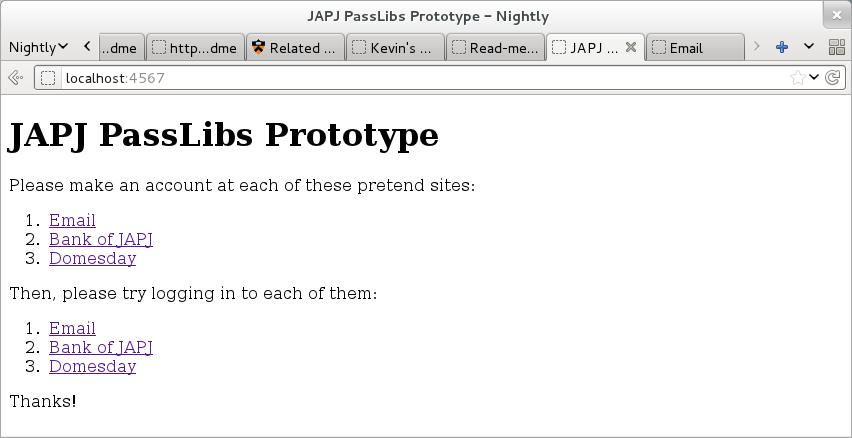 JAPJ PassLibs Prototype - Nightly
Nightly
..dme
http...dme
Related ...
Kevin's ...
Read-me...
JAPJ ...
Email
localhost:4567
JAPJ PassLibs Prototype
Please make an account at each of these pretend sites:
1. Email
2. Bank of JAPJ
3. Domesday
Then, please try logging in to each of them:
1. Email
2. Bank of JAPJ
3. Domesday
Thanks!